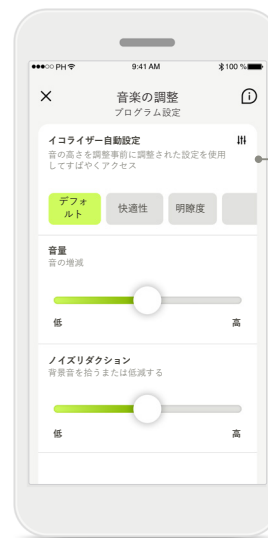 PH 9:41 AM 100 %
音楽の調整
プログラム設定
イコライザー自動設定
音の高さを調整事前に調整された設定を使用
してすばやくアクセス
デフォ
ルト
快適性
明瞭度
音量
音の増減
低 高
ノイズリダクション
背景音を拾うまたは低減する
低 高